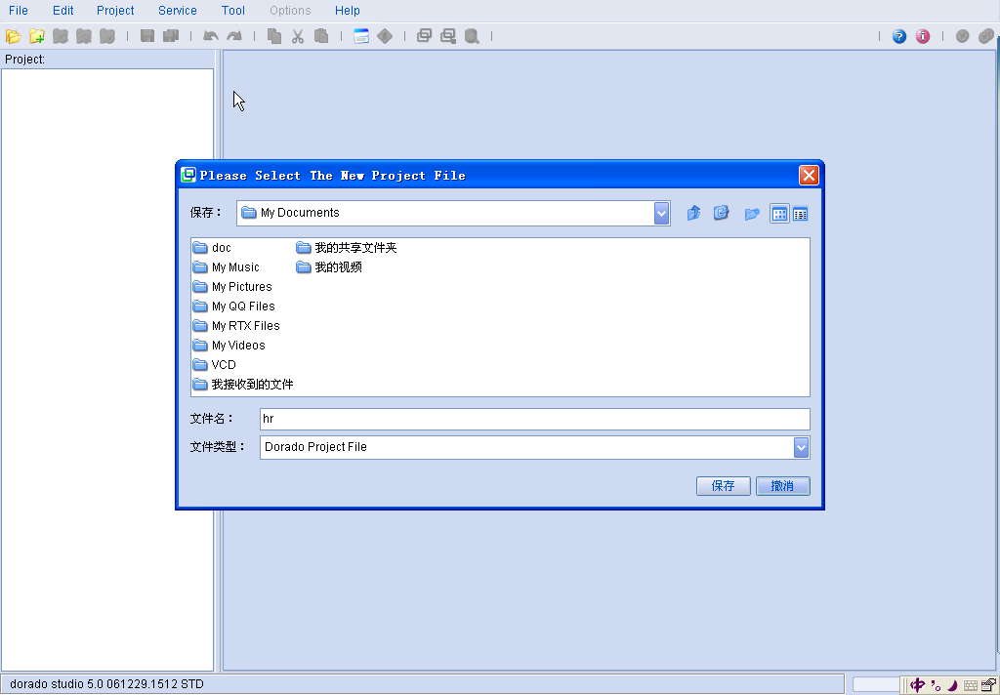 File Edit Project Service Tool Options Help
Project:
Please Select The New Project File
保存： My Documents
doc 我的共享文件夹
My Music 我的视频
My Pictures
My QQ Files
My RTX Files
My Videos
VCD
我接收到的文件
文件名： hr
文件类型： Dorado Project File
保存 撤消
dorado studio 5.0 061229.1512 STD 中